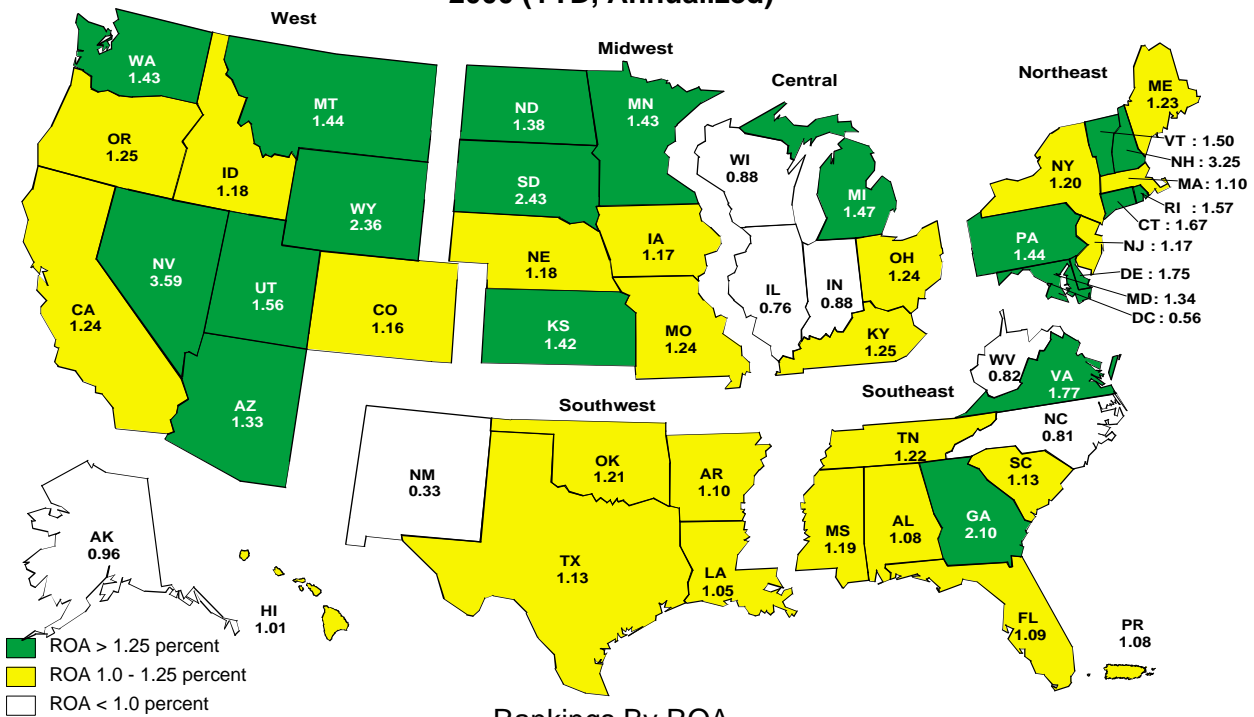 West
Midwest
Central
Northeast
WA
1.43
MT
1.44
OR
1.25
ID
1.18
WY
2.36
NV
3.59
UT
1.56
CA
1.24
CO
1.16
AZ
1.33
AK
0.96
HI
1.01
ND
1.38
MN
1.43
SD
2.43
NE
1.18
IA
1.17
KS
1.42
MO
1.24
WI
0.88
MI
1.47
IL
0.76
IN
0.88
OH
1.24
KY
1.25
ME
1.23
NY
1.20
PA
1.44
VT : 1.50
NH : 3.25
MA : 1.10
RI : 1.57
CT : 1.67
NJ : 1.17
DE : 1.75
MD : 1.34
DC : 0.56
Southwest
NM
0.33
OK
1.21
AR
1.10
TX
1.13
LA
1.05
Southeast
WV
0.82
VA
1.77
NC
0.81
TN
1.22
SC
1.13
MS
1.19
AL
1.08
GA
2.10
FL
1.09
PR
1.08
ROA > 1.25 percent
ROA 1.0 - 1.25 percent
ROA < 1.0 percent